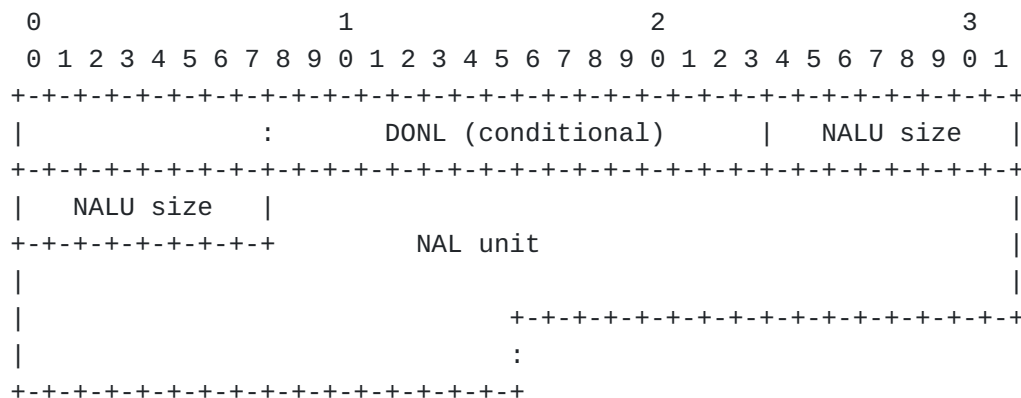 0                   1                   2                   3
 0 1 2 3 4 5 6 7 8 9 0 1 2 3 4 5 6 7 8 9 0 1 2 3 4 5 6 7 8 9 0 1
+-+-+-+-+-+-+-+-+-+-+-+-+-+-+-+-+-+-+-+-+-+-+-+-+-+-+-+-+-+-+-+-+
|               :       DONL (conditional)      |   NALU size   |
+-+-+-+-+-+-+-+-+-+-+-+-+-+-+-+-+-+-+-+-+-+-+-+-+-+-+-+-+-+-+-+-+
|   NALU size   |                                               |
+-+-+-+-+-+-+-+-+         NAL unit                              |
|                                                               |
|                               +-+-+-+-+-+-+-+-+-+-+-+-+-+-+-+-+
|                               :
+-+-+-+-+-+-+-+-+-+-+-+-+-+-+-+-+